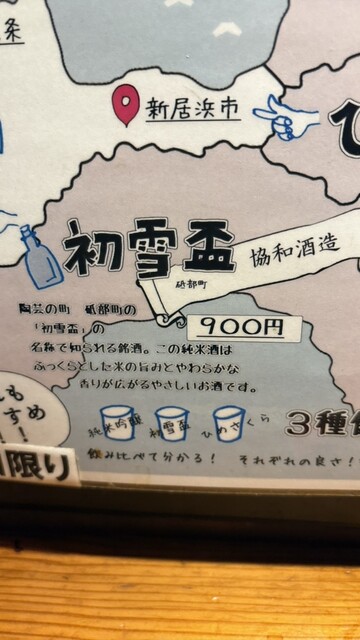 条
新居浜市
ひ
初雪盃
協和酒造
砥部町
900円
陶芸の町 砥部町の
「初雪盃」の
名称で知られる銘酒。この純米酒は
ふっくらとした米の旨みとやわらかな
香りが広がるやさしいお酒です。
も
すめ
!
限り
純米吟醸 初雪盃 ひめさくら
3種飲
飲み比べて分かる! それぞれの良さ!